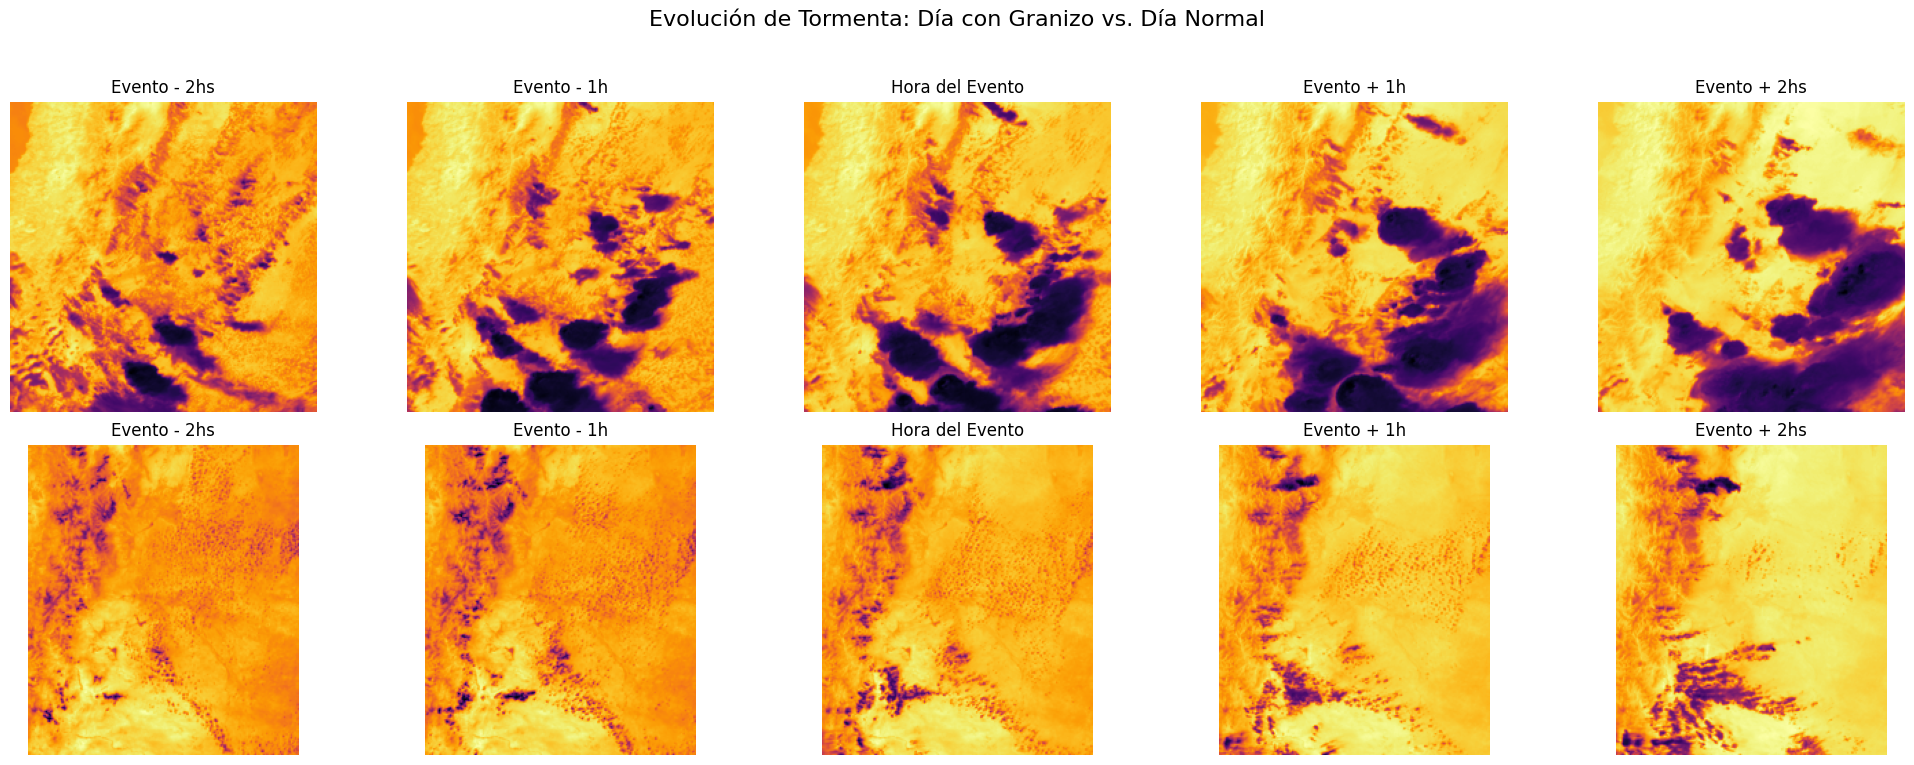 Evolución de Tormenta: Día con Granizo vs. Día Normal
Evento - 2hs
Evento - 1h
Hora del Evento
Evento + 1h
Evento + 2hs
Evento - 2hs
Evento - 1h
Hora del Evento
Evento + 1h
Evento + 2hs